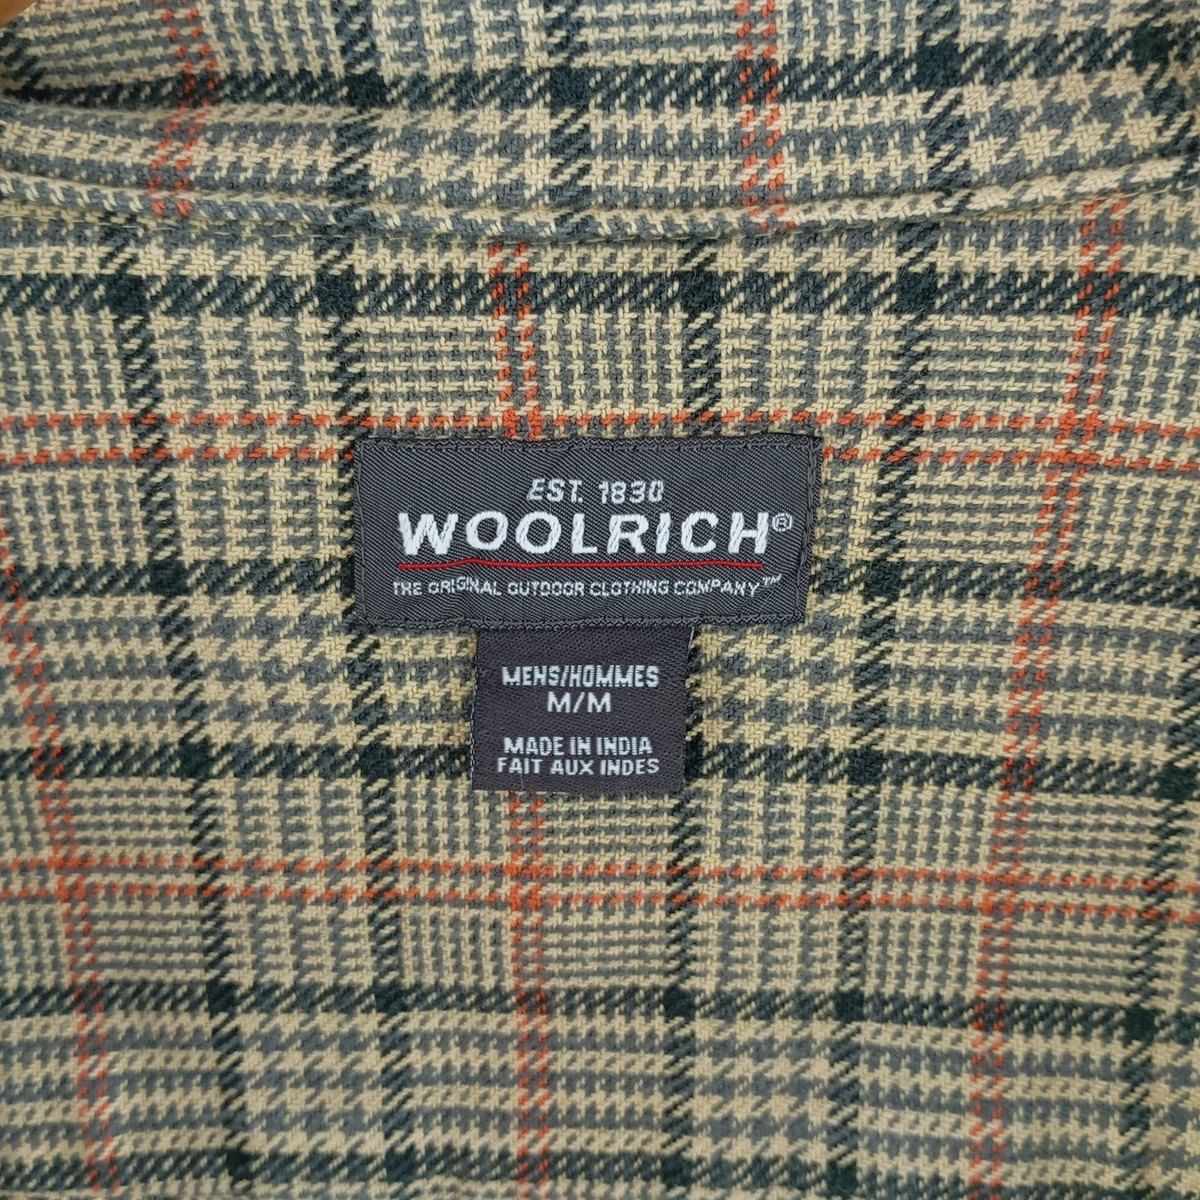 EST. 1830
WOOLRICH®
THE ORIGINAL OUTDOOR CLOTHING COMPANY™
MENS/HOMMES
M/M
MADE IN INDIA
FAIT AUX INDES